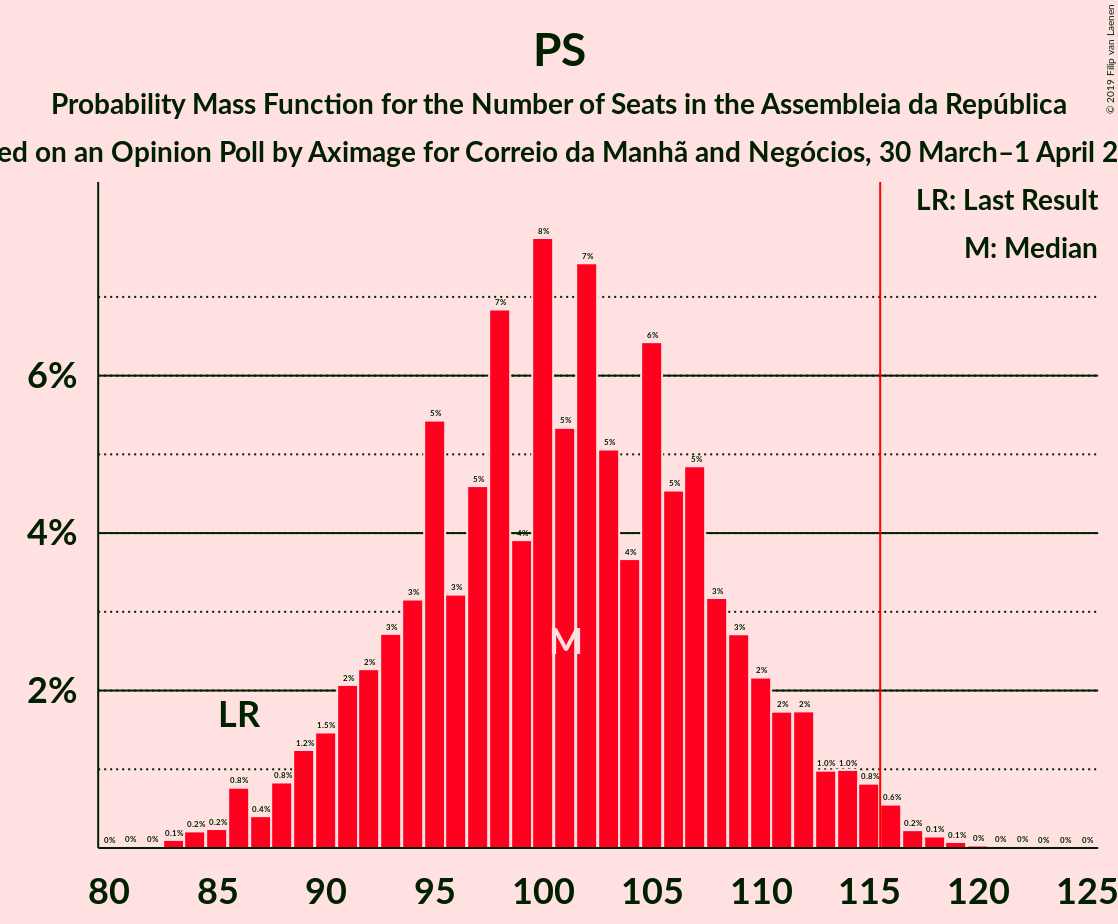 PS
Probability Mass Function for the Number of Seats in the Assembleia da República
ed on an Opinion Poll by Aximage for Correio da Manhã and Negócios, 30 March–1 April 2
© 2019 Filip van Laenen
LR: Last Result
M: Median
6%
4%
2%
0% 0% 0% 0.1% 0.2% 0.2% 0.8% 0.4% 0.8% 1.2% 1.5% 2% 2% 3% 3% 5% 3% 5% 7% 4% 8% 5% 7% 5% 4% 6% 5% 5% 3% 3% 2% 2% 2% 1.0% 1.0% 0.8% 0.6% 0.2% 0.1% 0.1% 0% 0% 0% 0% 0% 0%
LR
M
80 85 90 95 100 105 110 115 120 125